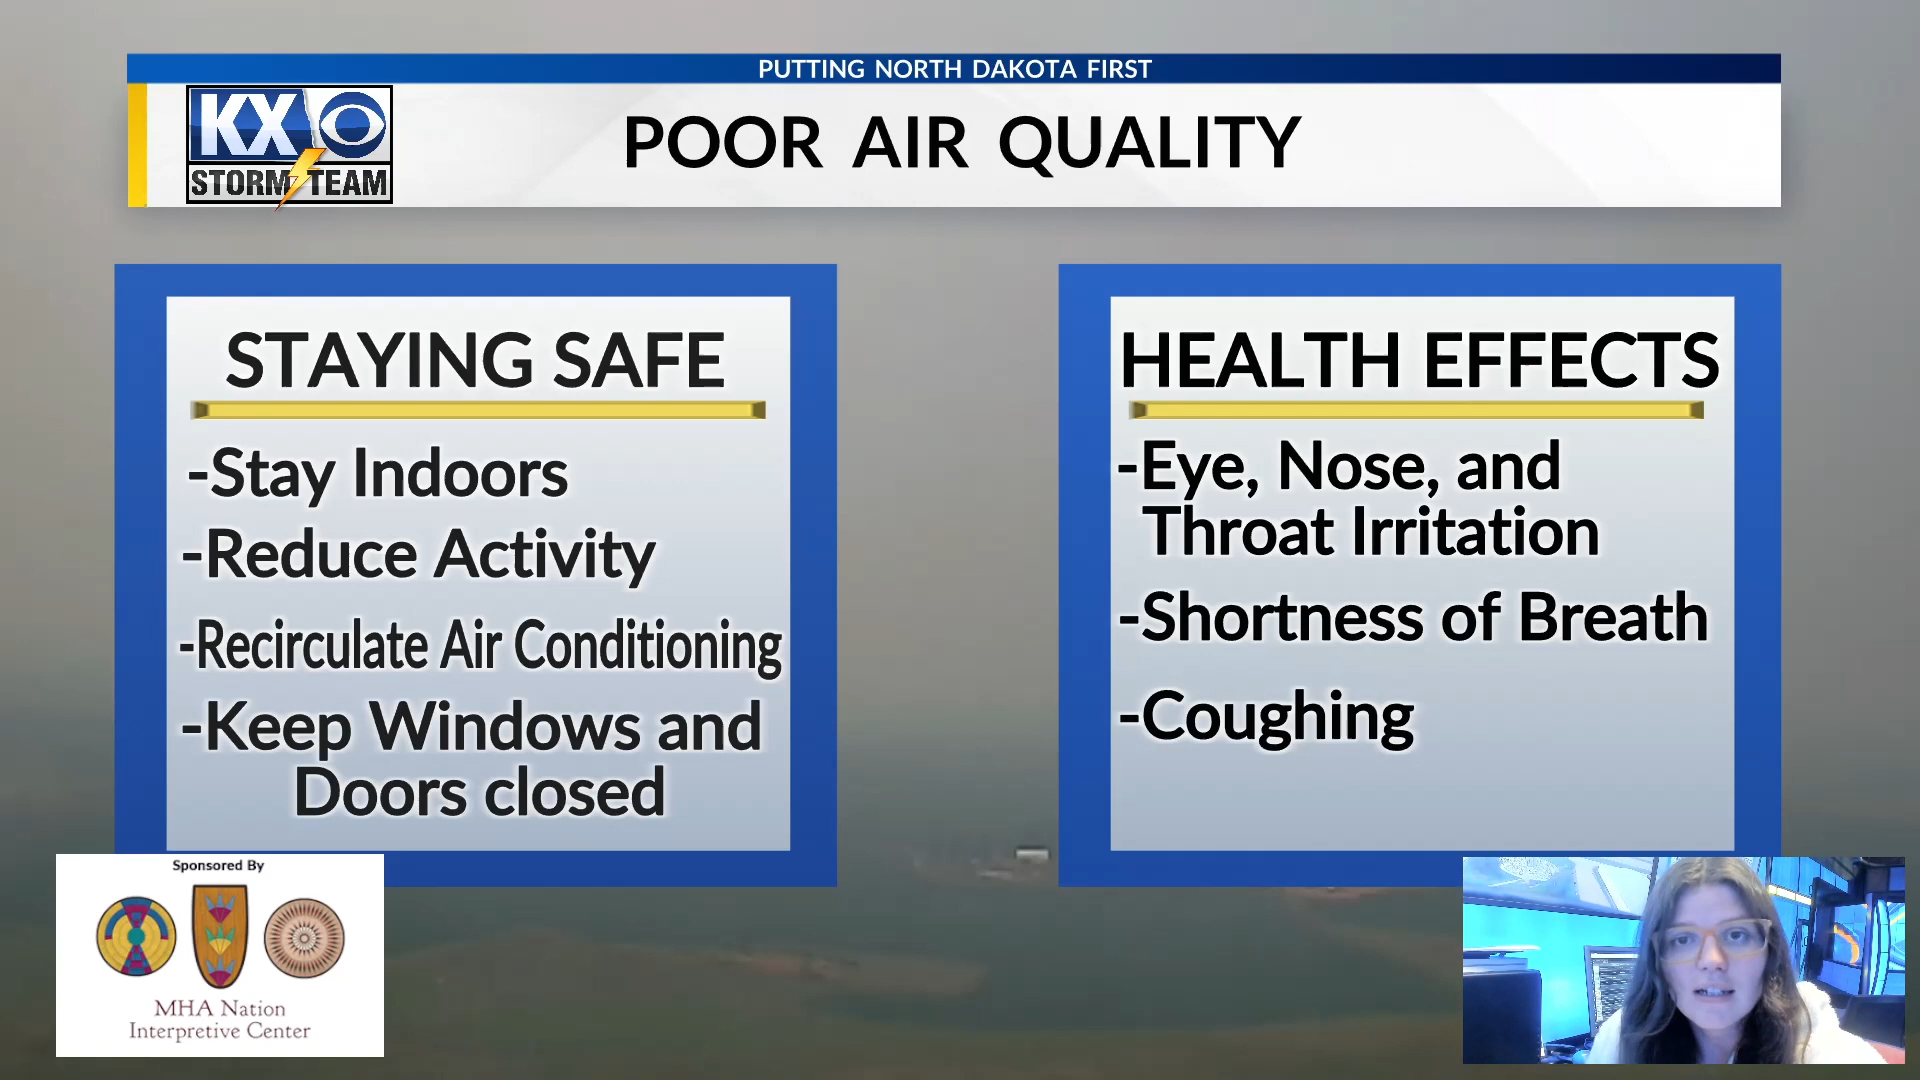 PUTTING NORTH DAKOTA FIRST
KX
STORM TEAM
POOR AIR QUALITY
STAYING SAFE
-Stay Indoors
-Reduce Activity
-Recirculate Air Conditioning
-Keep Windows and
Doors closed
HEALTH EFFECTS
-Eye, Nose, and
Throat Irritation
-Shortness of Breath
-Coughing
Sponsored By
MHA Nation
Interpretive Center